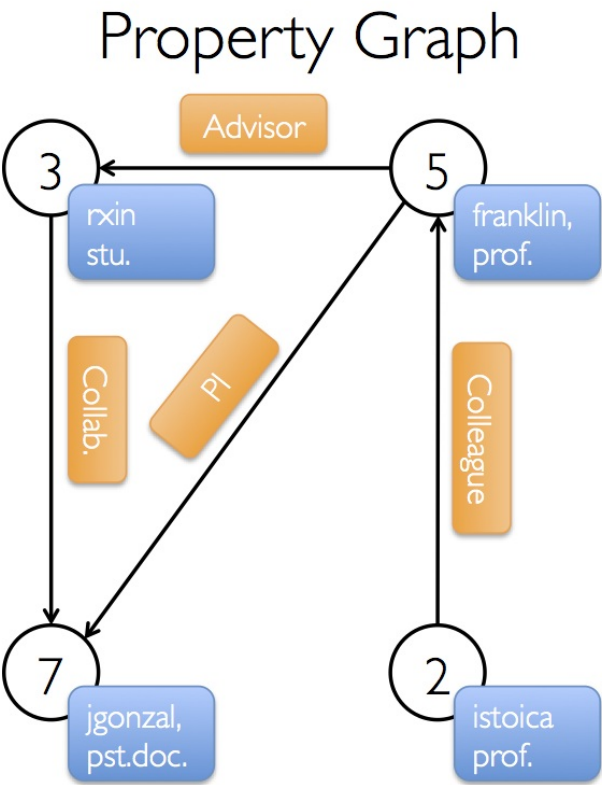 Property Graph
Advisor
3
5
rxin
stu.
franklin,
prof.
Collab.
PI
Colleague
7
2
jgonzal,
pst.doc.
istoica
prof.